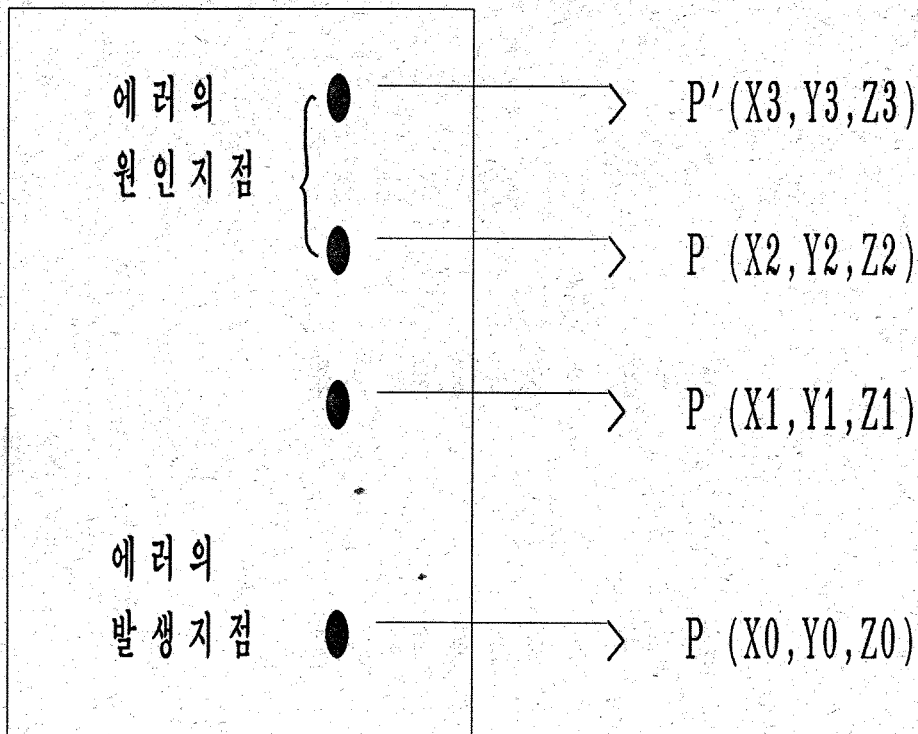 에러의
원인지점
P′(X3,Y3,Z3)
P (X2,Y2,Z2)
P (X1,Y1,Z1)
에러의
발생지점
P (X0,Y0,Z0)